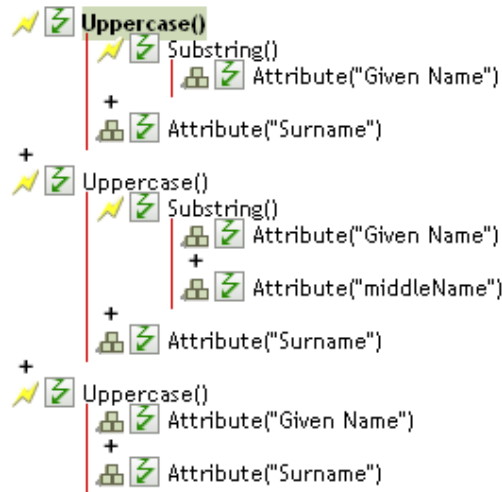 Uppercase()
Substring()
Attribute("Given Name")
+
Attribute("Surname")
+
Uppercase()
Substring()
Attribute("Given Name")
+
Attribute("middleName")
+
Attribute("Surname")
+
Uppercase()
Attribute("Given Name")
+
Attribute("Surname")